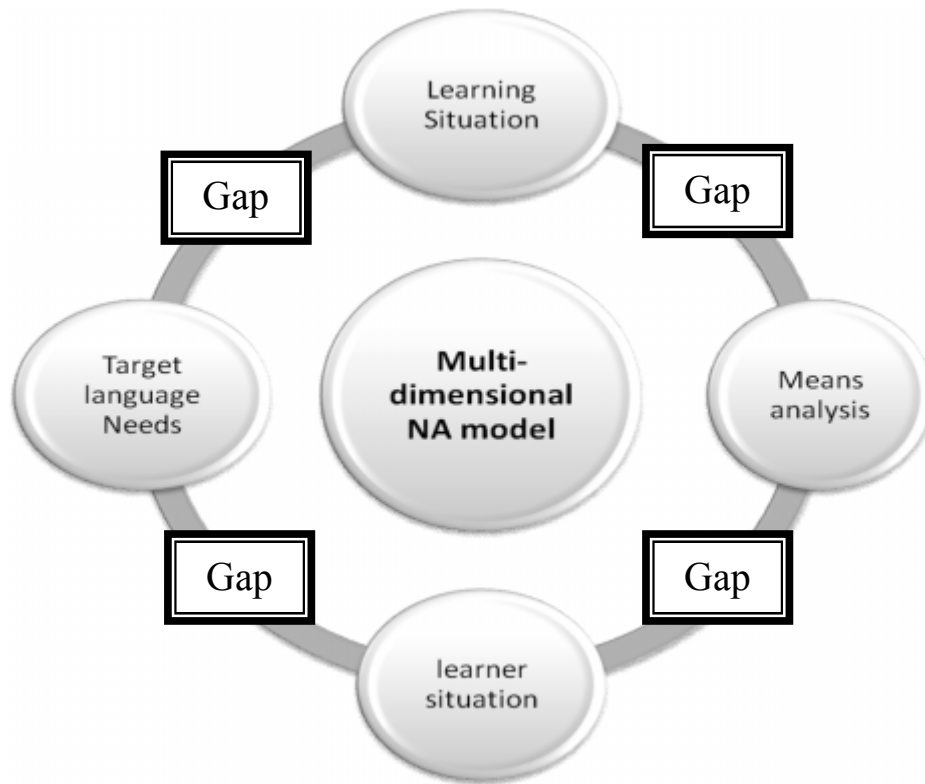 Learning
Situation
Gap
Gap
Target
language
Needs
Multi-
dimensional
NA model
Means
analysis
Gap
Gap
learner
situation